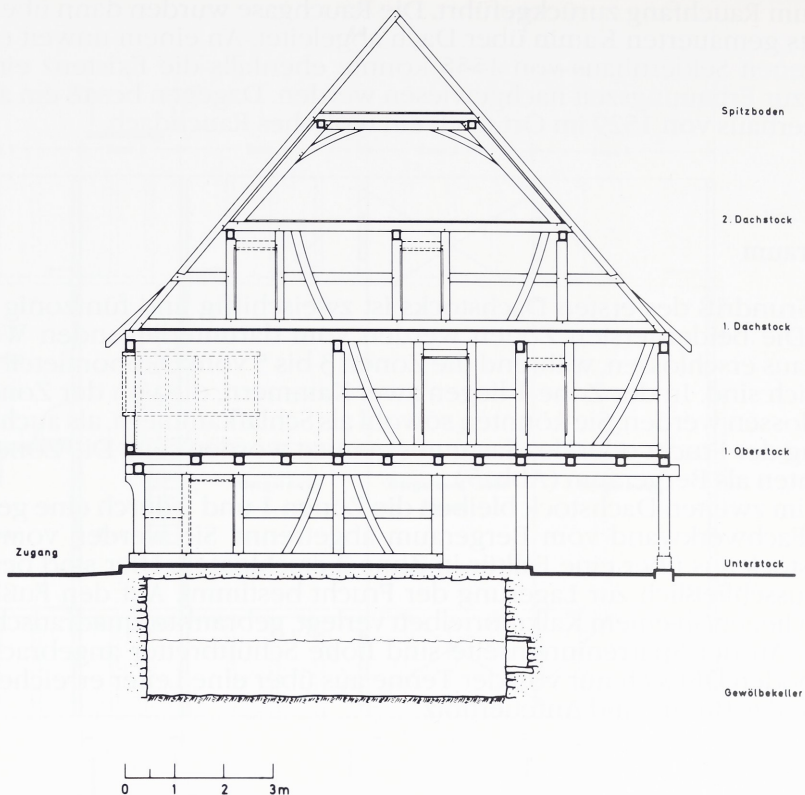 Spitzboden
2. Dachstock
1. Dachstock
1. Oberstock
Zugang
Unterstock
Gewölbekeller
0 1 2 3m